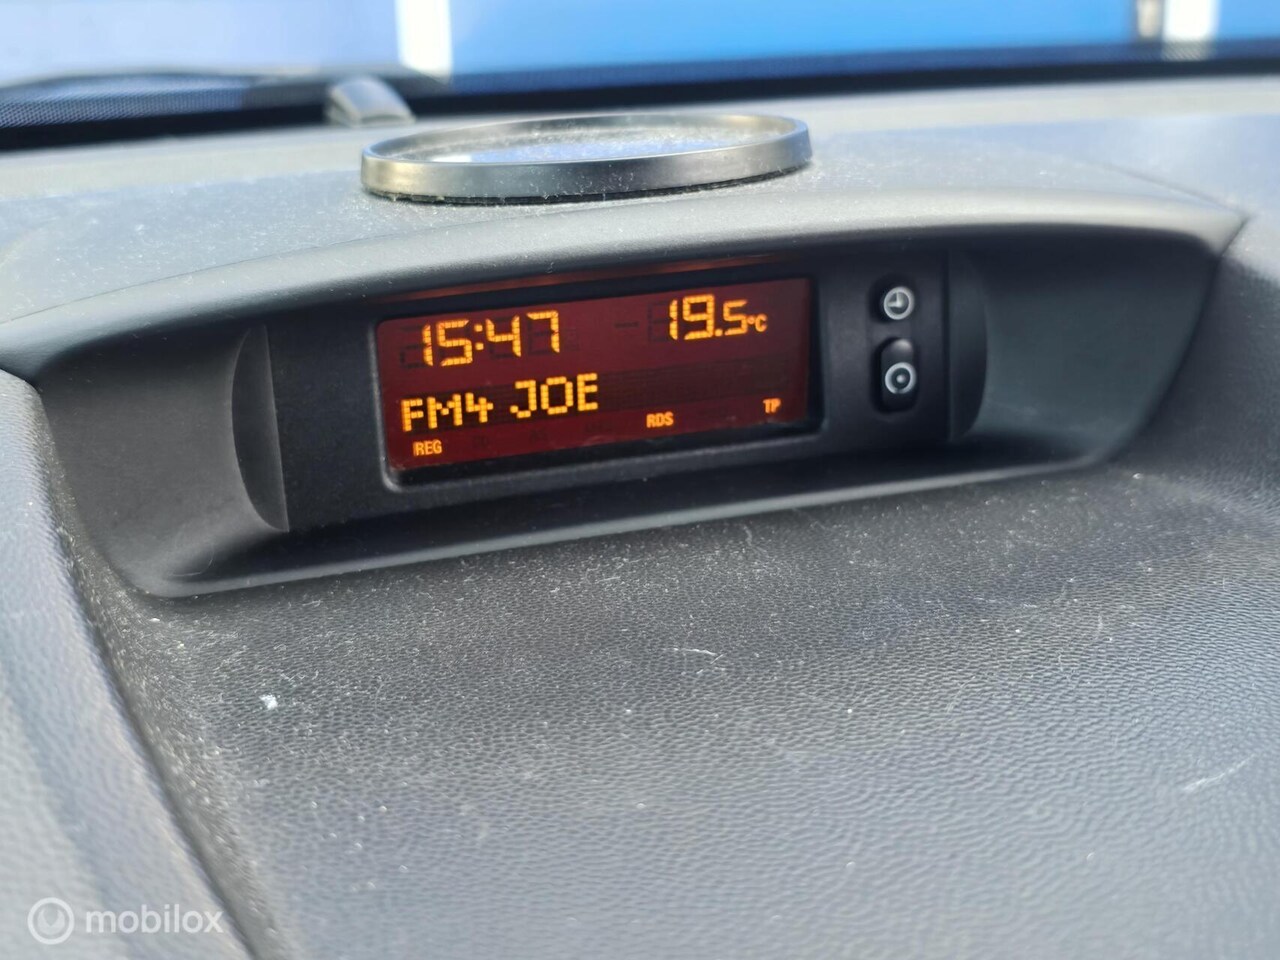 15:47 19.5°C
FM4 JOE
REG RDS TP
mobilox